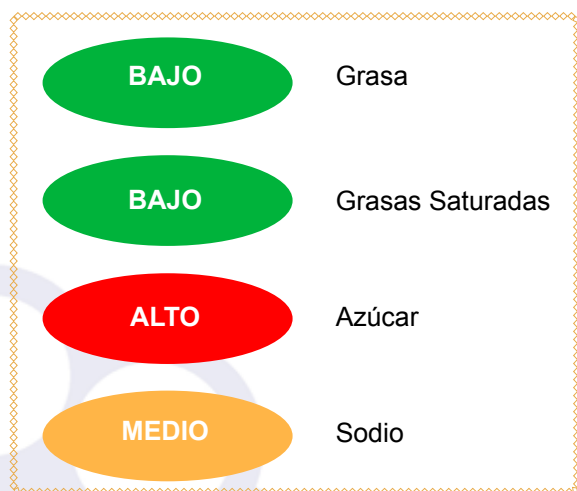 BAJO Grasa
BAJO Grasas Saturadas
ALTO Azúcar
MEDIO Sodio